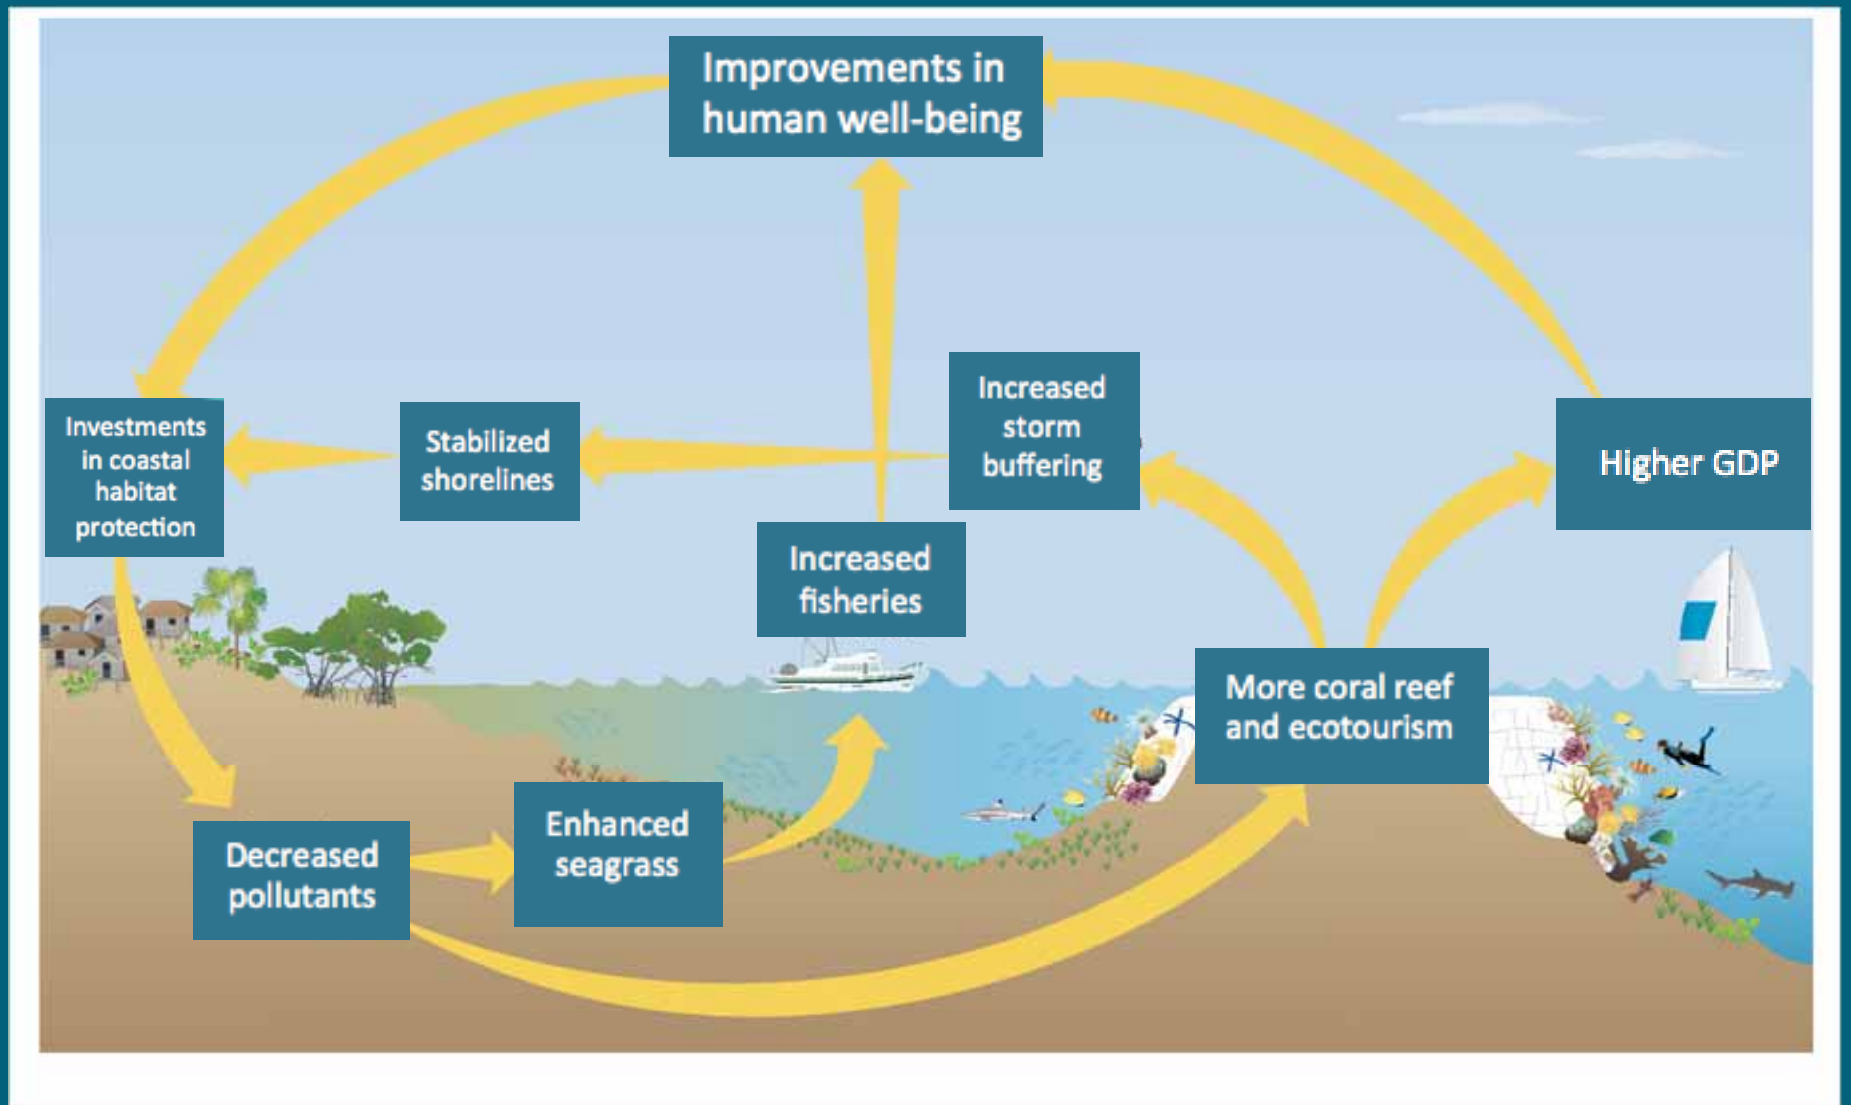 Improvements in
human well-being
Investments
in coastal
habitat
protection
Stabilized
shorelines
Increased
storm
buffering
Higher GDP
Increased
fisheries
More coral reef
and ecotourism
Enhanced
seagrass
Decreased
pollutants